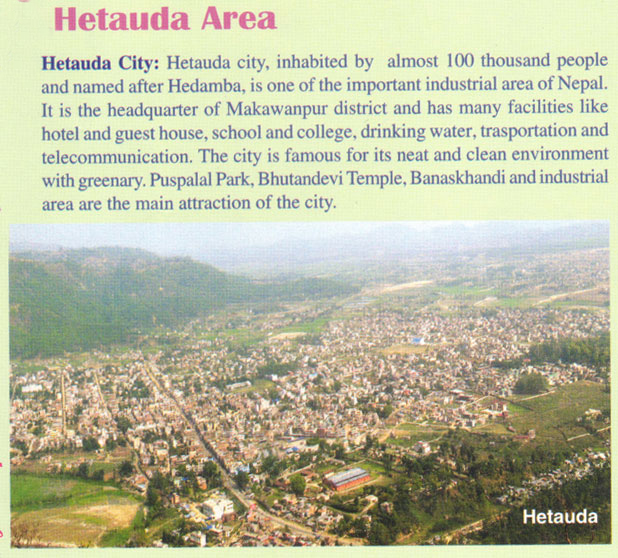 Hetauda Area
Hetauda City: Hetauda city, inhabited by almost 100 thousand people
and named after Hedamba, is one of the important industrial area of Nepal.
It is the headquarter of Makawanpur district and has many facilities like
hotel and guest house, school and college, drinking water, trasportation and
telecommunication. The city is famous for its neat and clean environment
with greenary. Puspalal Park, Bhutandevi Temple, Banaskhandi and industrial
area are the main attraction of the city.
Hetauda